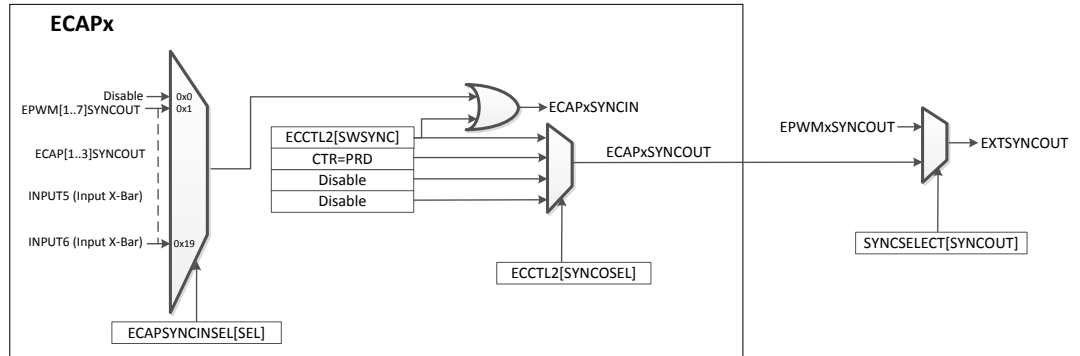 ECAPx
Disable
0x0
EPWM[1..7]SYNCOUT
0x1
ECAP[1..3]SYNCOUT
INPUT5 (Input X-Bar)
INPUT6 (Input X-Bar)
0x19
ECAPSYNCINSEL[SEL]
ECAPxSYNCIN
ECCTL2[SWSYNC]
CTR=PRD
Disable
Disable
ECAPxSYNCOUT
ECCTL2[SYNCOSEL]
EPWMxSYNCOUT
EXTSYNCOUT
SYNCSELECT[SYNCOUT]